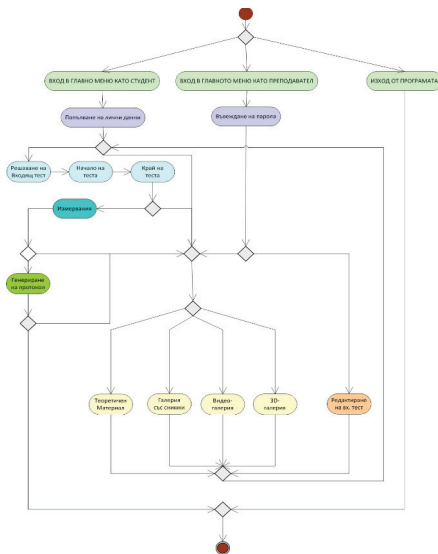 ВХОД В ГЛАВНО МЕНЮ КАТО СТУДЕНТ
ВХОД В ГЛАВНОТО МЕНЮ КАТО ПРЕПОДАВАТЕЛ
ИЗХОД ОТ ПРОГРАМАТА
Попълване на лични данни
Въвеждане на парола
Решаване на
Входящ тест
Начало на
теста
Край на
теста
Измервания
Генериране
на протокол
Теоретичен
Материал
Галерия
със снимки
Видео-
галерия
3D-
галерия
Редактиране
на вх. тест